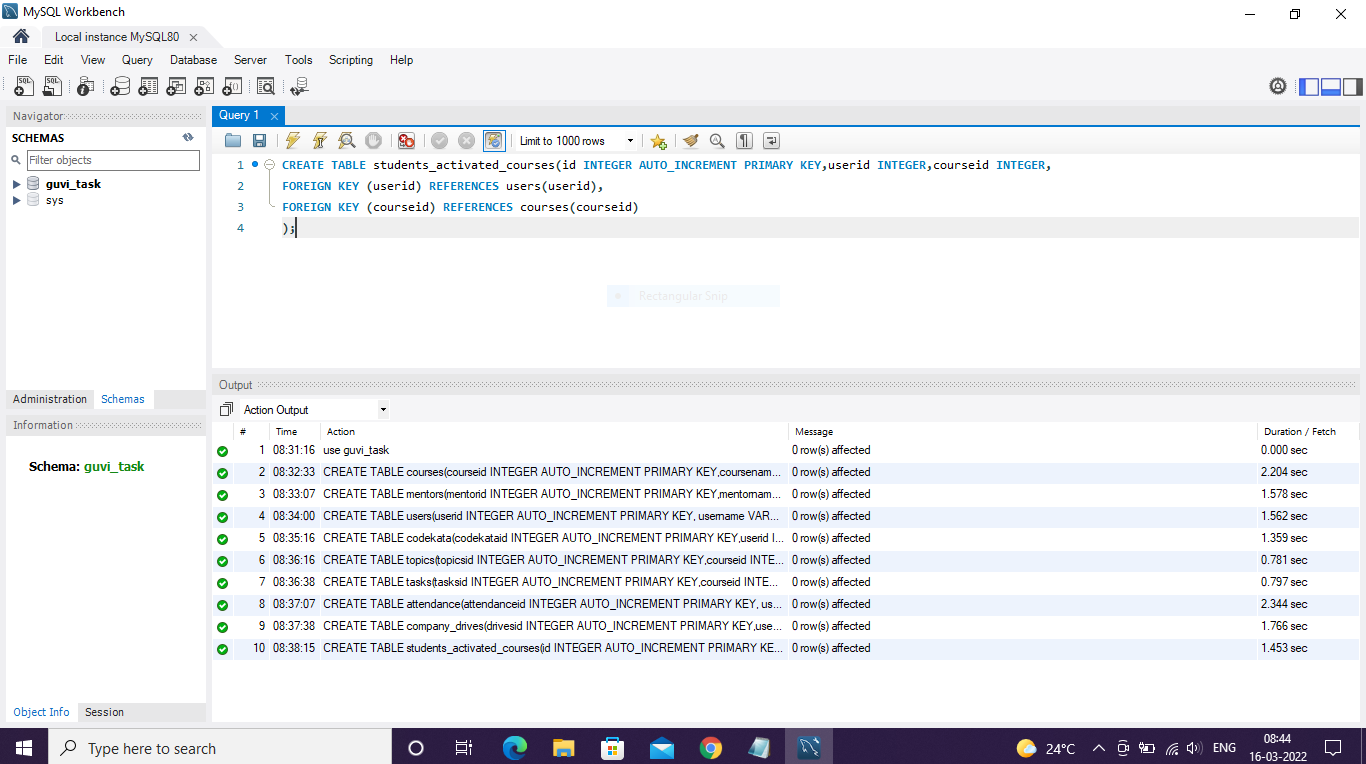 MySQL Workbench
Local instance MySQL80
File Edit View Query Database Server Tools Scripting Help
Navigator
SCHEMAS
Filter objects
guvi_task
sys
Administration Schemas
Information
Schema: guvi_task
Object Info Session
Query 1
Limit to 1000 rows
1 CREATE TABLE students_activated_courses(id INTEGER AUTO_INCREMENT PRIMARY KEY,userid INTEGER,courseid INTEGER,
2 FOREIGN KEY (userid) REFERENCES users(userid),
3 FOREIGN KEY (courseid) REFERENCES courses(courseid)
4 );
Rectangular Snip
Output
Action Output
# Time Action Message Duration / Fetch
1 08:31:16 use guvi_task 0 row(s) affected 0.000 sec
2 08:32:33 CREATE TABLE courses(courseid INTEGER AUTO_INCREMENT PRIMARY KEY,coursenam... 0 row(s) affected 2.204 sec
3 08:33:07 CREATE TABLE mentors(mentorid INTEGER AUTO_INCREMENT PRIMARY KEY,mentornam... 0 row(s) affected 1.578 sec
4 08:34:00 CREATE TABLE users(userid INTEGER AUTO_INCREMENT PRIMARY KEY, username VAR... 0 row(s) affected 1.562 sec
5 08:35:16 CREATE TABLE codekata(codekataid INTEGER AUTO_INCREMENT PRIMARY KEY,userid I... 0 row(s) affected 1.359 sec
6 08:36:16 CREATE TABLE topics(topicsid INTEGER AUTO_INCREMENT PRIMARY KEY,courseid INTE... 0 row(s) affected 0.781 sec
7 08:36:38 CREATE TABLE tasks(tasksid INTEGER AUTO_INCREMENT PRIMARY KEY,courseid INTE... 0 row(s) affected 0.797 sec
8 08:37:07 CREATE TABLE attendance(attendanceid INTEGER AUTO_INCREMENT PRIMARY KEY, us... 0 row(s) affected 2.344 sec
9 08:37:38 CREATE TABLE company_drives(drivesid INTEGER AUTO_INCREMENT PRIMARY KEY,use... 0 row(s) affected 1.766 sec
10 08:38:15 CREATE TABLE students_activated_courses(id INTEGER AUTO_INCREMENT PRIMARY KE... 0 row(s) affected 1.453 sec
Type here to search
24°C
ENG
08:44
16-03-2022